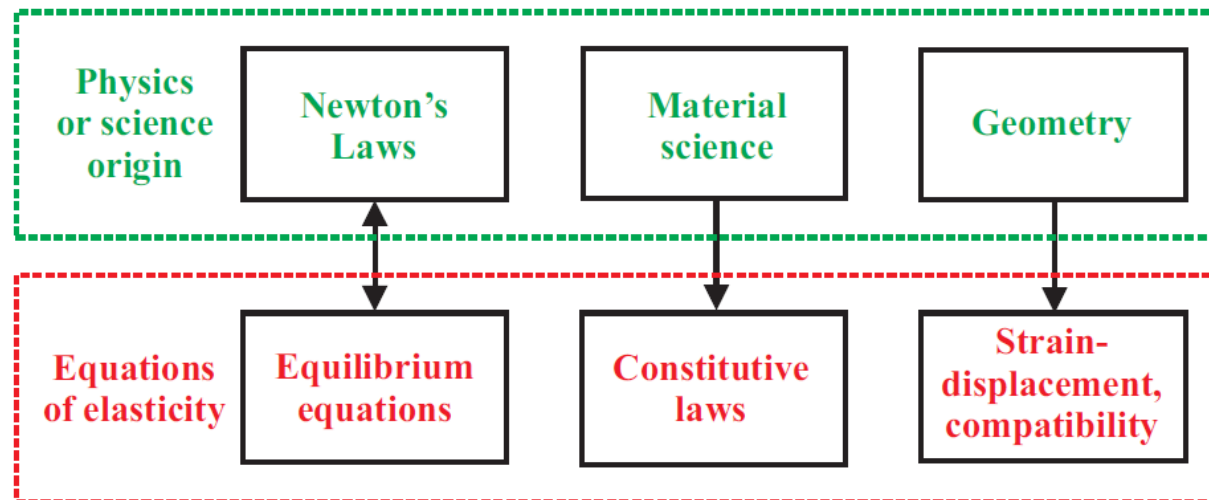 Physics
or science
origin
Newton's
Laws
Material
science
Geometry
Equations
of elasticity
Equilibrium
equations
Constitutive
laws
Strain-
displacement,
compatibility